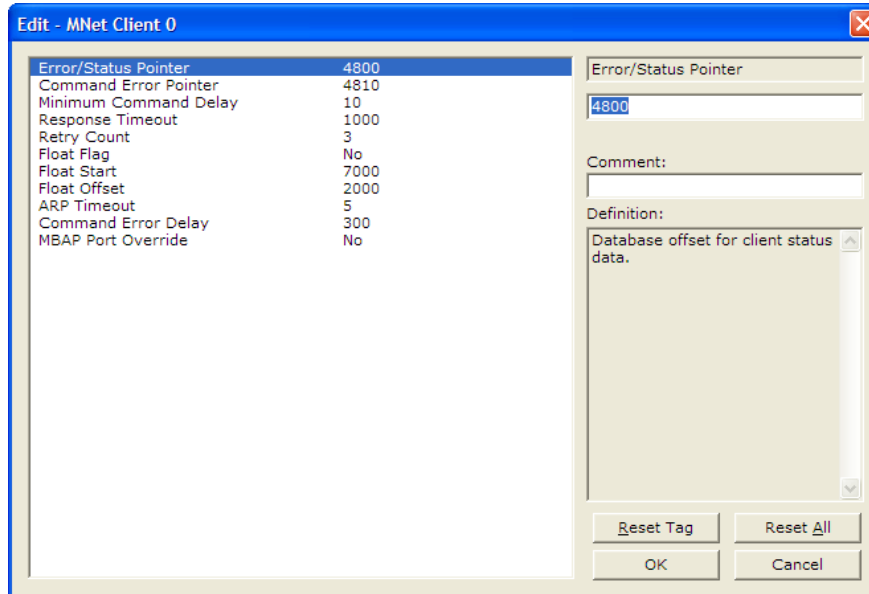 Edit - MNet Client 0
Error/Status Pointer 4800
Command Error Pointer 4810
Minimum Command Delay 10
Response Timeout 1000
Retry Count 3
Float Flag No
Float Start 7000
Float Offset 2000
ARP Timeout 5
Command Error Delay 300
MBAP Port Override No
Error/Status Pointer
4800
Comment:
Definition:
Database offset for client status
data.
Reset Tag Reset All
OK Cancel